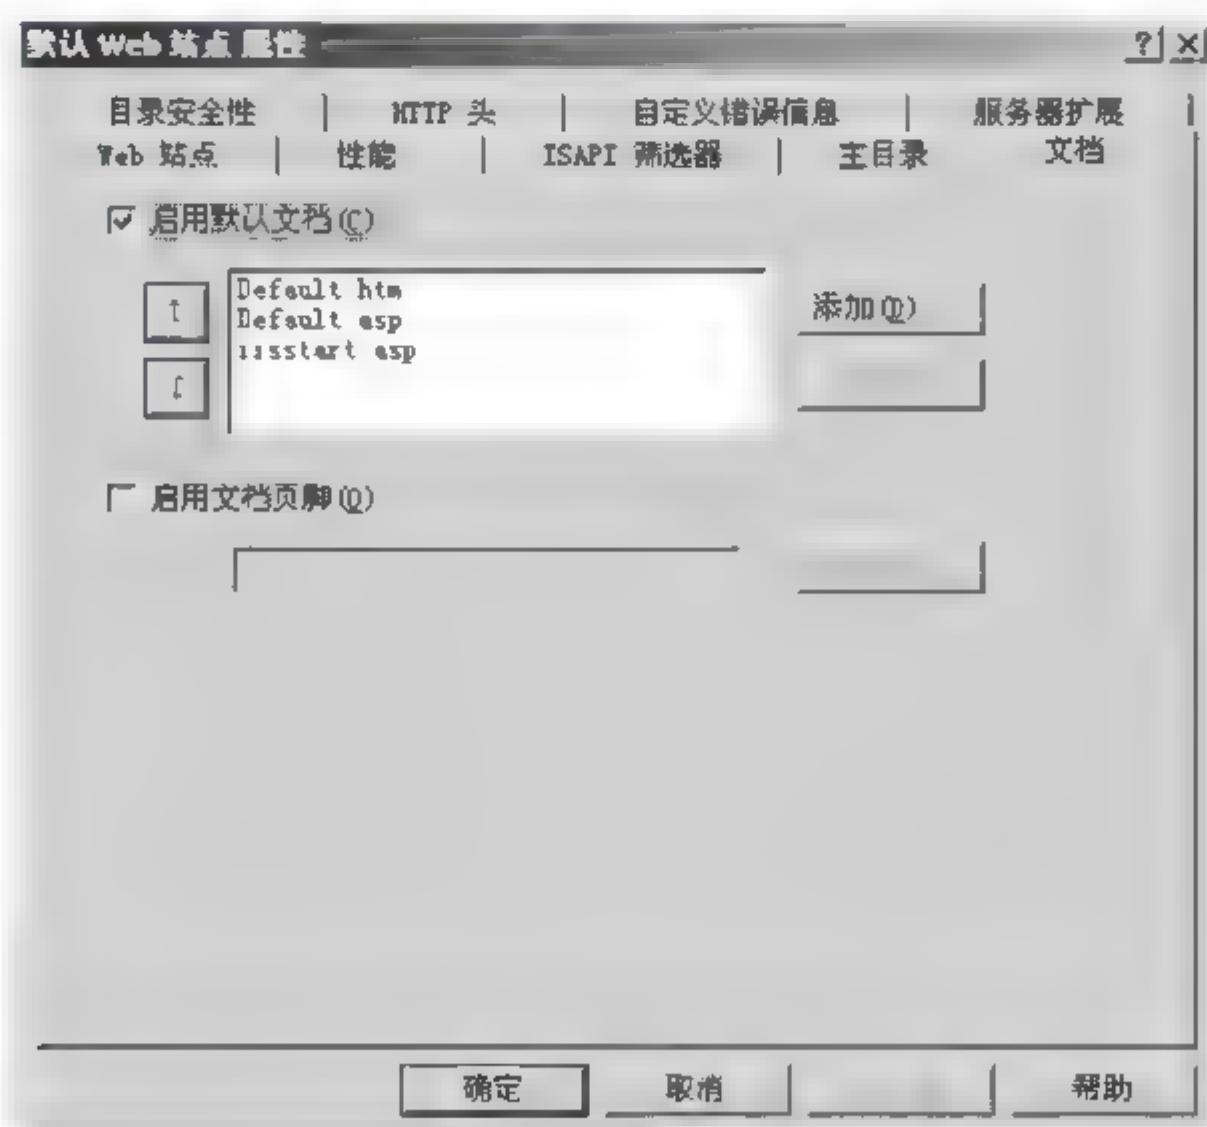 默认 Web 站点 属性
目录安全性 HTTP 头 自定义错误信息 服务器扩展
Web 站点 性能 ISAPI 筛选器 主目录 文档
启用默认文档(C)
Default htm
Default asp
iisstart asp
添加(D)
启用文档页脚(O)
确定 取消 帮助